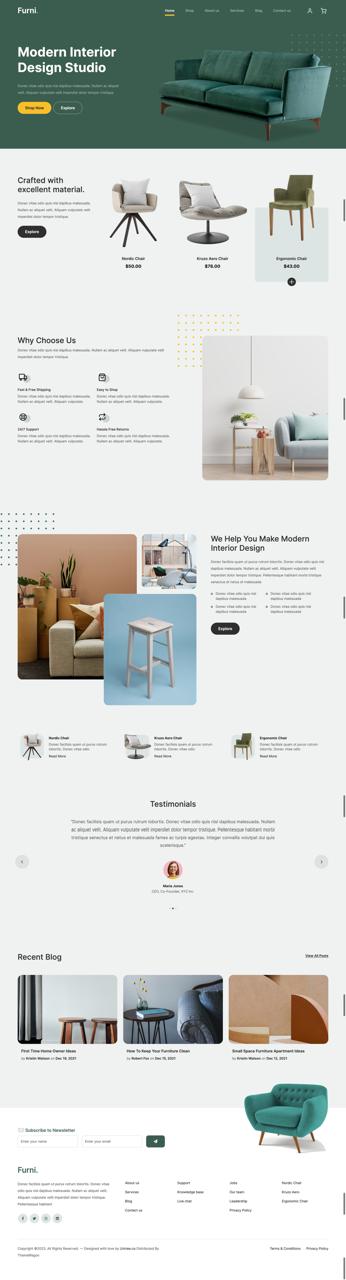 Furni.
Home Shop About us Services Blog Contact us
Modern Interior
Design Studio
Donec vitae odio quis nisl dapibus malesuada. Nullam ac
aliquet velit. Aliquam vulputate velit imperdiet dolor tempor tristique.
Shop Now Explore
Crafted with
excellent material.
Donec vitae odio quis nisl dapibus malesuada.
Nullam ac aliquet velit. Aliquam vulputate velit
imperdiet dolor tempor tristique.
Explore
Nordic Chair
$50.00
Kruzo Aero Chair
$78.00
Ergonomic Chair
$43.00
Why Choose Us
Donec vitae odio quis nisl dapibus malesuada. Nullam ac aliquet velit. Aliquam vulputate velit
imperdiet dolor tempor tristique.
Fast & Free Shipping
Donec vitae odio quis nisl dapibus malesuada.
Nullam ac aliquet velit. Aliquam vulputate.
Easy to Shop
Donec vitae odio quis nisl dapibus malesuada.
Nullam ac aliquet velit. Aliquam vulputate.
24/7 Support
Donec vitae odio quis nisl dapibus malesuada.
Nullam ac aliquet velit. Aliquam vulputate.
Hassle Free Returns
Donec vitae odio quis nisl dapibus malesuada.
Nullam ac aliquet velit. Aliquam vulputate.
We Help You Make Modern
Interior Design
Donec facilisis quam ut purus rutrum lobortis. Donec vitae odio quis nisl
dapibus malesuada. Nullam ac aliquet velit. Aliquam vulputate velit
imperdiet dolor tempor tristique. Pellentesque habitant morbi tristique
senectus et netus et malesuada
Donec vitae odio quis nisl
dapibus malesuada
Donec vitae odio quis nisl
dapibus malesuada
Donec vitae odio quis nisl
dapibus malesuada
Donec vitae odio quis nisl
dapibus malesuada
Explore
Nordic Chair
Donec facilisis quam ut purus rutrum
lobortis. Donec vitae odio
Read More
Kruzo Aero Chair
Donec facilisis quam ut purus rutrum
lobortis. Donec vitae odio
Read More
Ergonomic Chair
Donec facilisis quam ut purus rutrum
lobortis. Donec vitae odio
Read More
Testimonials
"Donec facilisis quam ut purus rutrum lobortis. Donec vitae odio quis nisl dapibus malesuada. Nullam
ac aliquet velit. Aliquam vulputate velit imperdiet dolor tempor tristique. Pellentesque habitant morbi
tristique senectus et netus et malesuada fames ac turpis egestas. Integer convallis volutpat dui quis
scelerisque."
Maria Jones
CEO, Co-Founder, XYZ Inc.
Recent Blog
View All Posts
First Time Home Owner Ideas
by Kristin Watson on Dec 19, 2021
How To Keep Your Furniture Clean
by Robert Fox on Dec 15, 2021
Small Space Furniture Apartment Ideas
by Kristin Watson on Dec 12, 2021
Subscribe to Newsletter
Enter your name
Enter your email
Furni.
Donec facilisis quam ut purus rutrum lobortis. Donec vitae
odio quis nisl dapibus malesuada. Nullam ac aliquet velit.
Aliquam vulputate velit imperdiet dolor tempor tristique.
Pellentesque habitant
About us
Services
Blog
Contact us
Support
Knowledge base
Live chat
Jobs
Our team
Leadership
Privacy Policy
Nordic Chair
Kruzo Aero
Ergonomic Chair
Copyright ©2023. All Rights Reserved. — Designed with love by Untree.co Distributed By
ThemeWagon
Terms & Conditions Privacy Policy